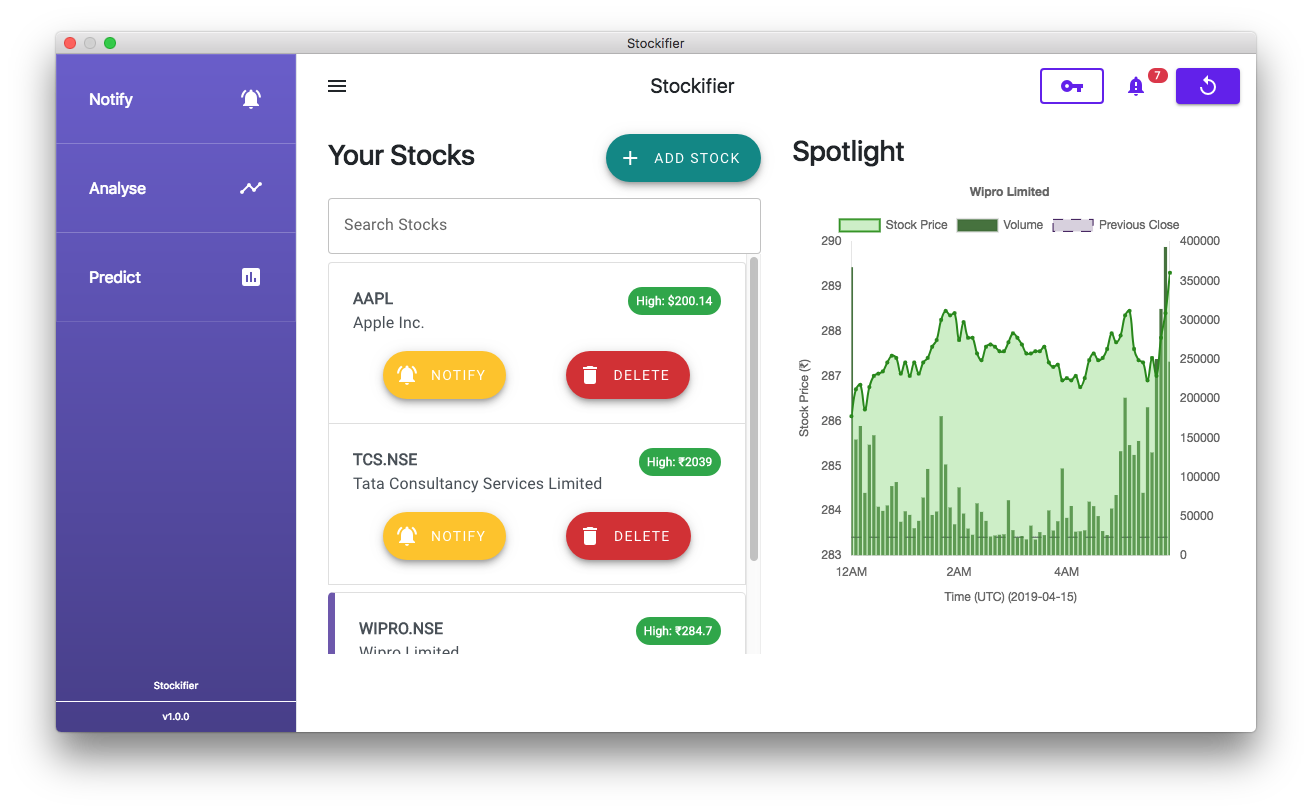 Stockifier
Notify
Analyse
Predict
Stockifier
v1.0.0
Stockifier
7
Your Stocks
ADD STOCK
Search Stocks
AAPL
High: $200.14
Apple Inc.
NOTIFY
DELETE
TCS.NSE
High: ₹2039
Tata Consultancy Services Limited
NOTIFY
DELETE
WIPRO.NSE
High: ₹284.7
Wipro Limited
Spotlight
Wipro Limited
Stock Price Volume Previous Close
290
289
288
287
286
285
284
283
Stock Price (₹)
400000
350000
300000
250000
200000
150000
100000
50000
0
12AM 2AM 4AM
Time (UTC) (2019-04-15)